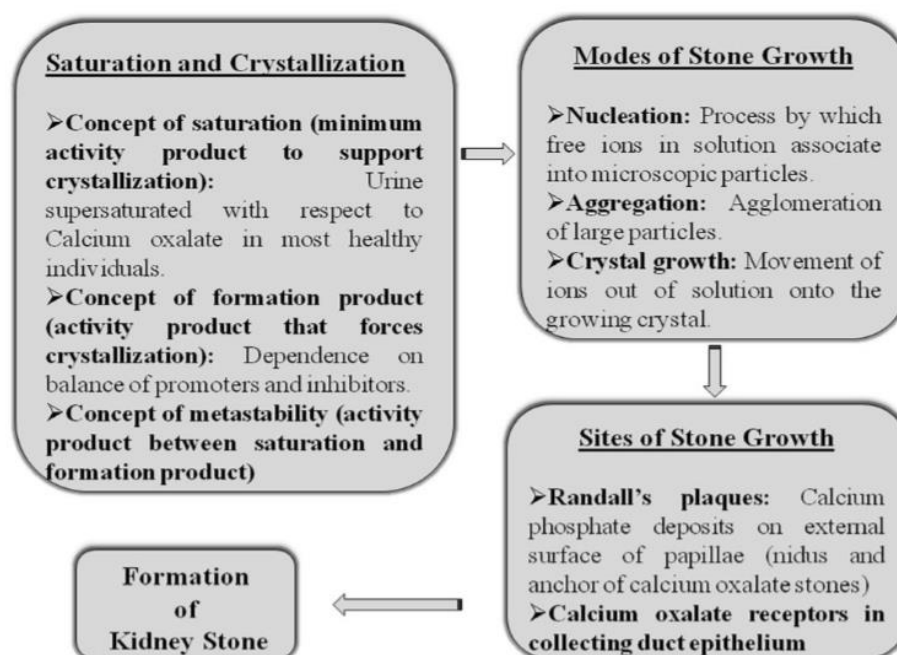 Saturation and Crystallization
➢Concept of saturation (minimum
activity product to support
crystallization): Urine
supersaturated with respect to
Calcium oxalate in most healthy
individuals.
➢Concept of formation product
(activity product that forces
crystallization): Dependence on
balance of promoters and inhibitors.
➢Concept of metastability (activity
product between saturation and
formation product)
Modes of Stone Growth
➢Nucleation: Process by which
free ions in solution associate
into microscopic particles.
➢Aggregation: Agglomeration
of large particles.
➢Crystal growth: Movement of
ions out of solution onto the
growing crystal.
Sites of Stone Growth
➢Randall's plaques: Calcium
phosphate deposits on external
surface of papillae (nidus and
anchor of calcium oxalate stones)
➢Calcium oxalate receptors in
collecting duct epithelium
Formation
of
Kidney Stone